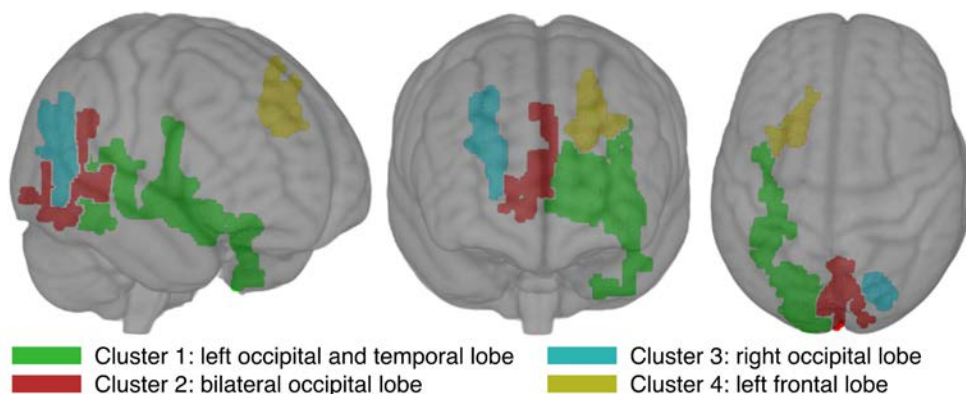 Cluster 1: left occipital and temporal lobe
Cluster 2: bilateral occipital lobe
Cluster 3: right occipital lobe
Cluster 4: left frontal lobe